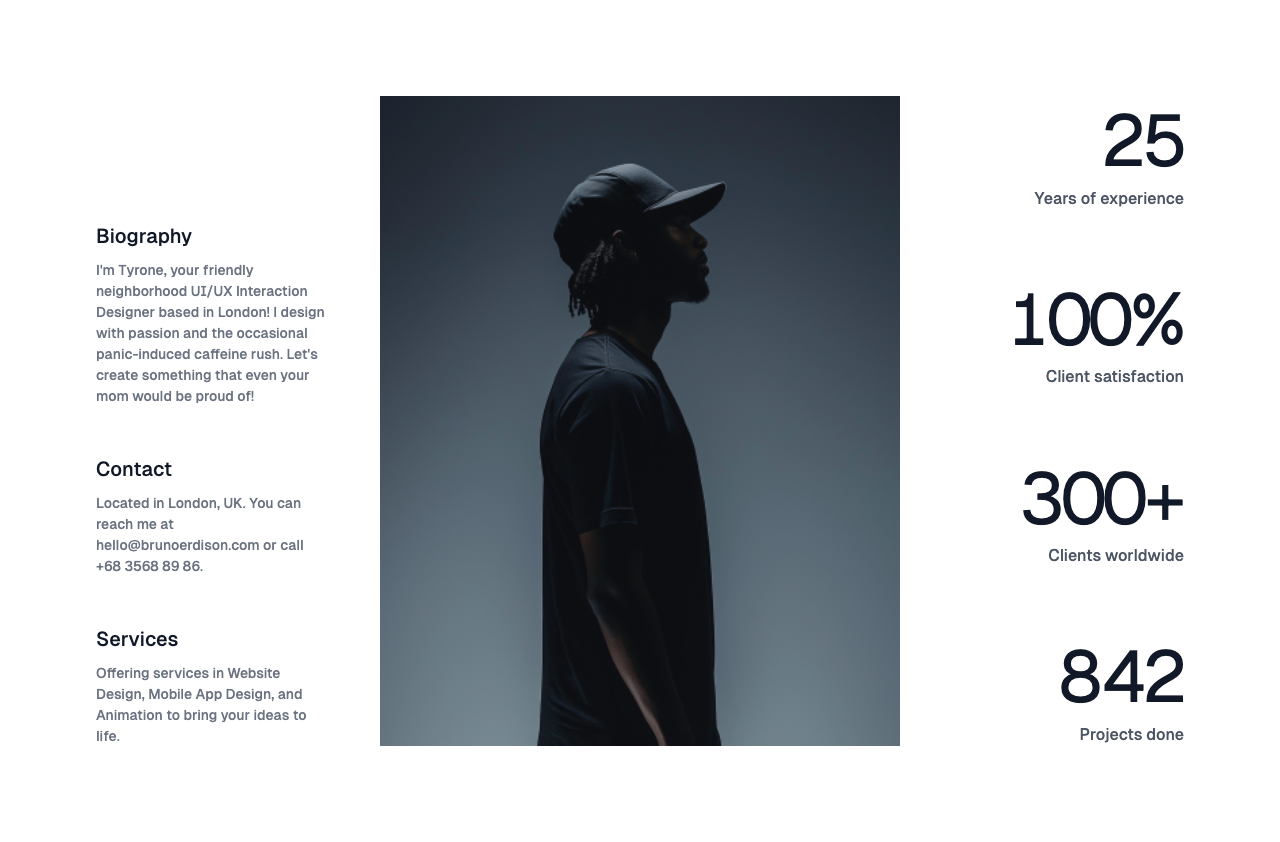 Biography
I'm Tyrone, your friendly
neighborhood UI/UX Interaction
Designer based in London! I design
with passion and the occasional
panic-induced caffeine rush. Let's
create something that even your
mom would be proud of!
Contact
Located in London, UK. You can
reach me at
hello@brunoerdison.com or call
+68 3568 89 86.
Services
Offering services in Website
Design, Mobile App Design, and
Animation to bring your ideas to
life.
25
Years of experience
100%
Client satisfaction
300+
Clients worldwide
842
Projects done